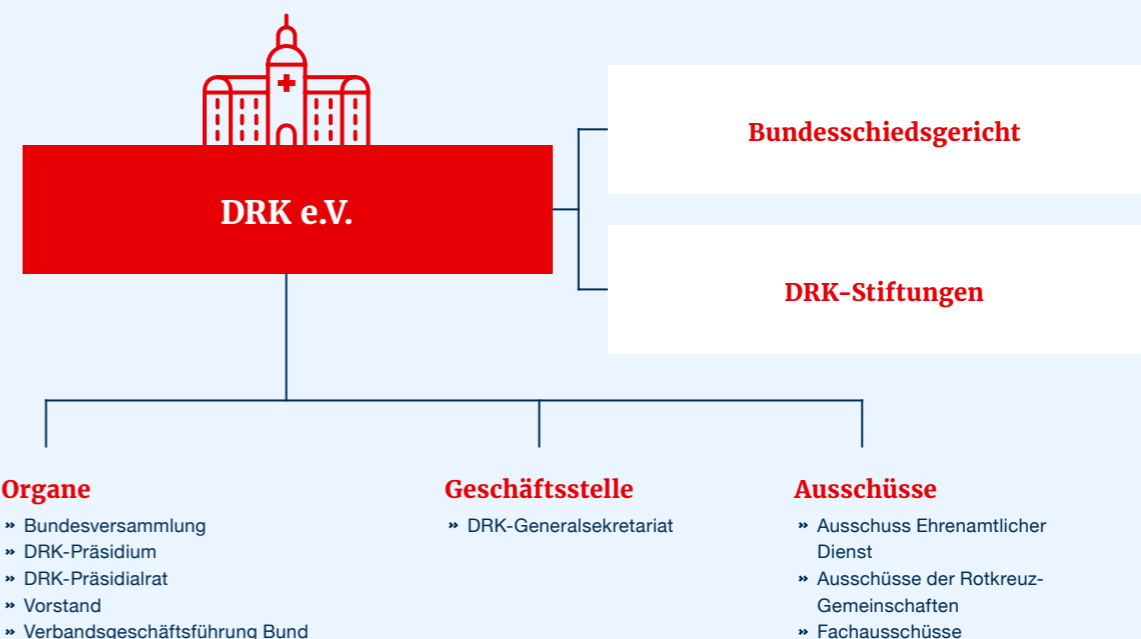 DRK e.V.
Bundesschiedsgericht
DRK-Stiftungen
Organe
» Bundesversammlung
» DRK-Präsidium
» DRK-Präsidialrat
» Vorstand
» Verbandsgeschäftsführung Bund
Geschäftsstelle
» DRK-Generalsekretariat
Ausschüsse
» Ausschuss Ehrenamtlicher
Dienst
» Ausschüsse der Rotkreuz-
Gemeinschaften
» Fachausschüsse